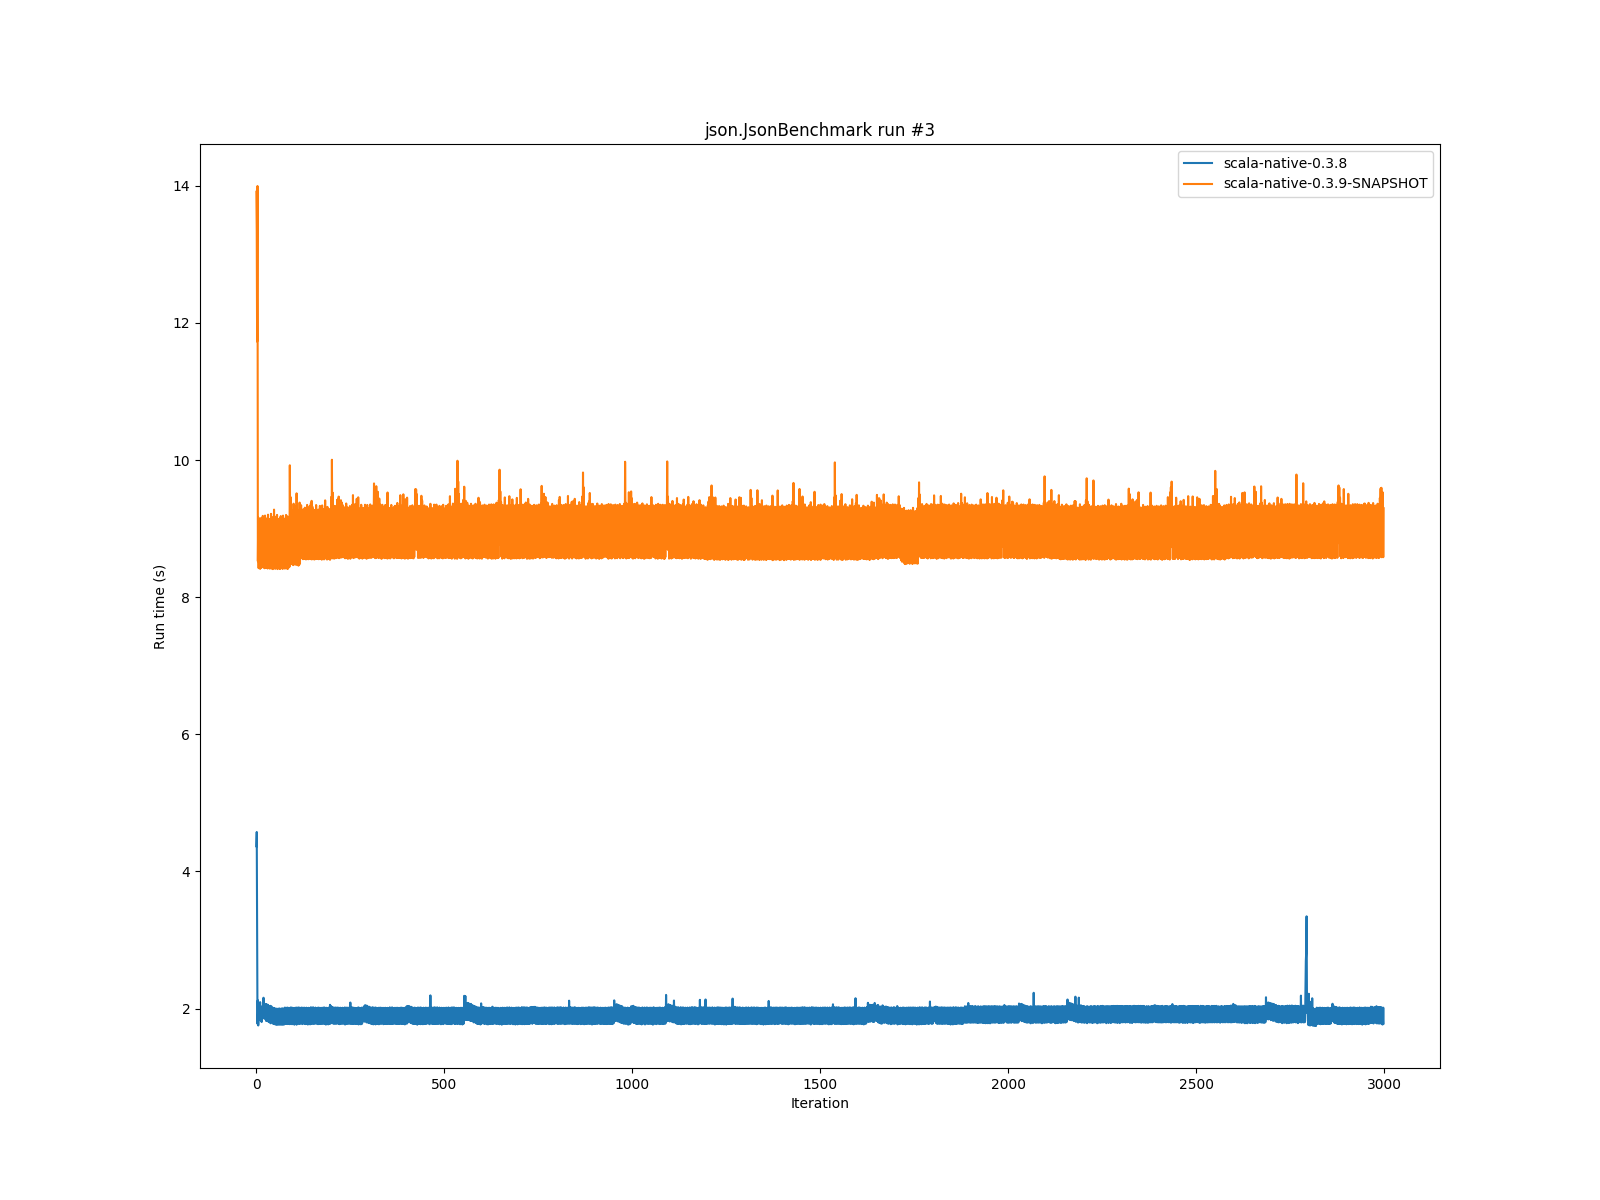 json.JsonBenchmark run #3
scala-native-0.3.8
scala-native-0.3.9-SNAPSHOT
14
12
10
8
6
4
2
Run time (s)
0
500
1000
1500
2000
2500
3000
Iteration